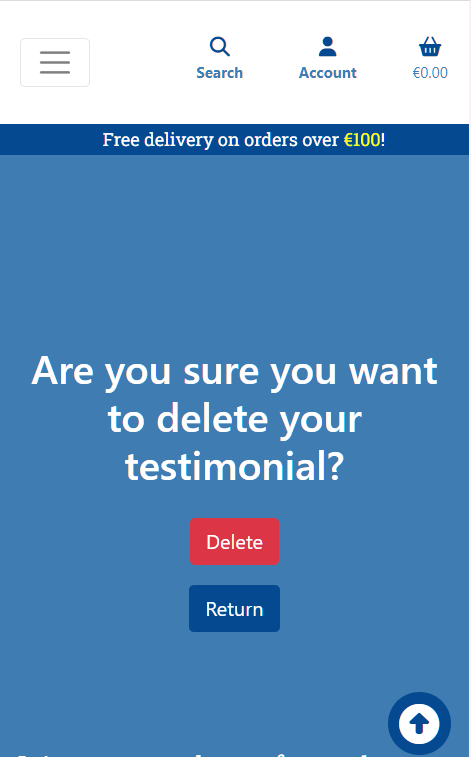 Search
Account
€0.00
Free delivery on orders over €100!
Are you sure you want
to delete your
testimonial?
Delete
Return